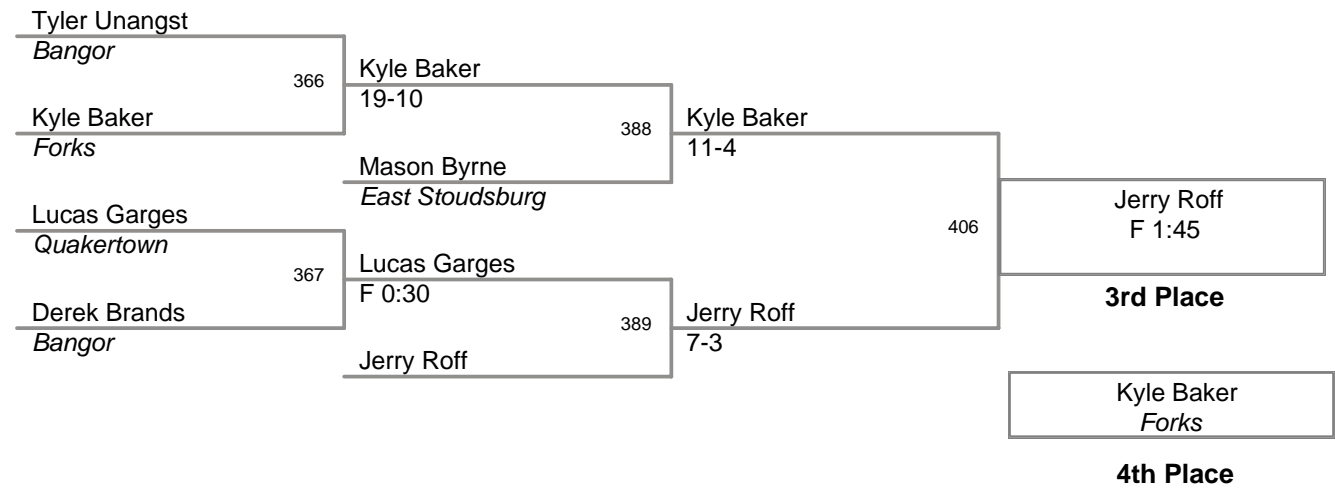 Tyler Unangst
Bangor
366
Kyle Baker
19-10
Kyle Baker
Forks
388
Kyle Baker
11-4
Mason Byrne
East Stoudsburg
Lucas Garges
Quakertown
406
Jerry Roff
F 1:45
3rd Place
367
Lucas Garges
F 0:30
Derek Brands
Bangor
389
Jerry Roff
7-3
Jerry Roff
Kyle Baker
Forks
4th Place